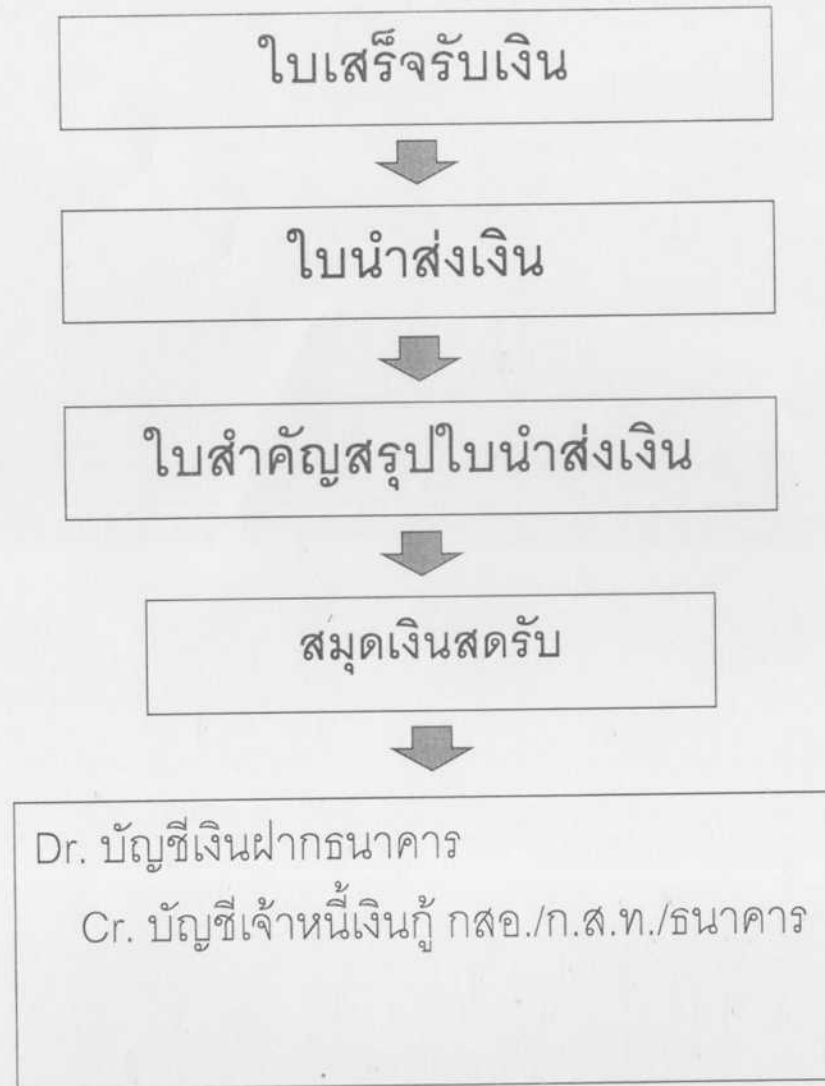 ใบเสร็จรับเงิน
ใบนำส่งเงิน
ใบสำคัญสรุปใบนำส่งเงิน
สมุดเงินสดรับ
Dr. บัญชีเงินฝากธนาคาร
Cr. บัญชีเจ้าหนี้เงินกู้ กสอ./ก.ส.ท./ธนาคาร